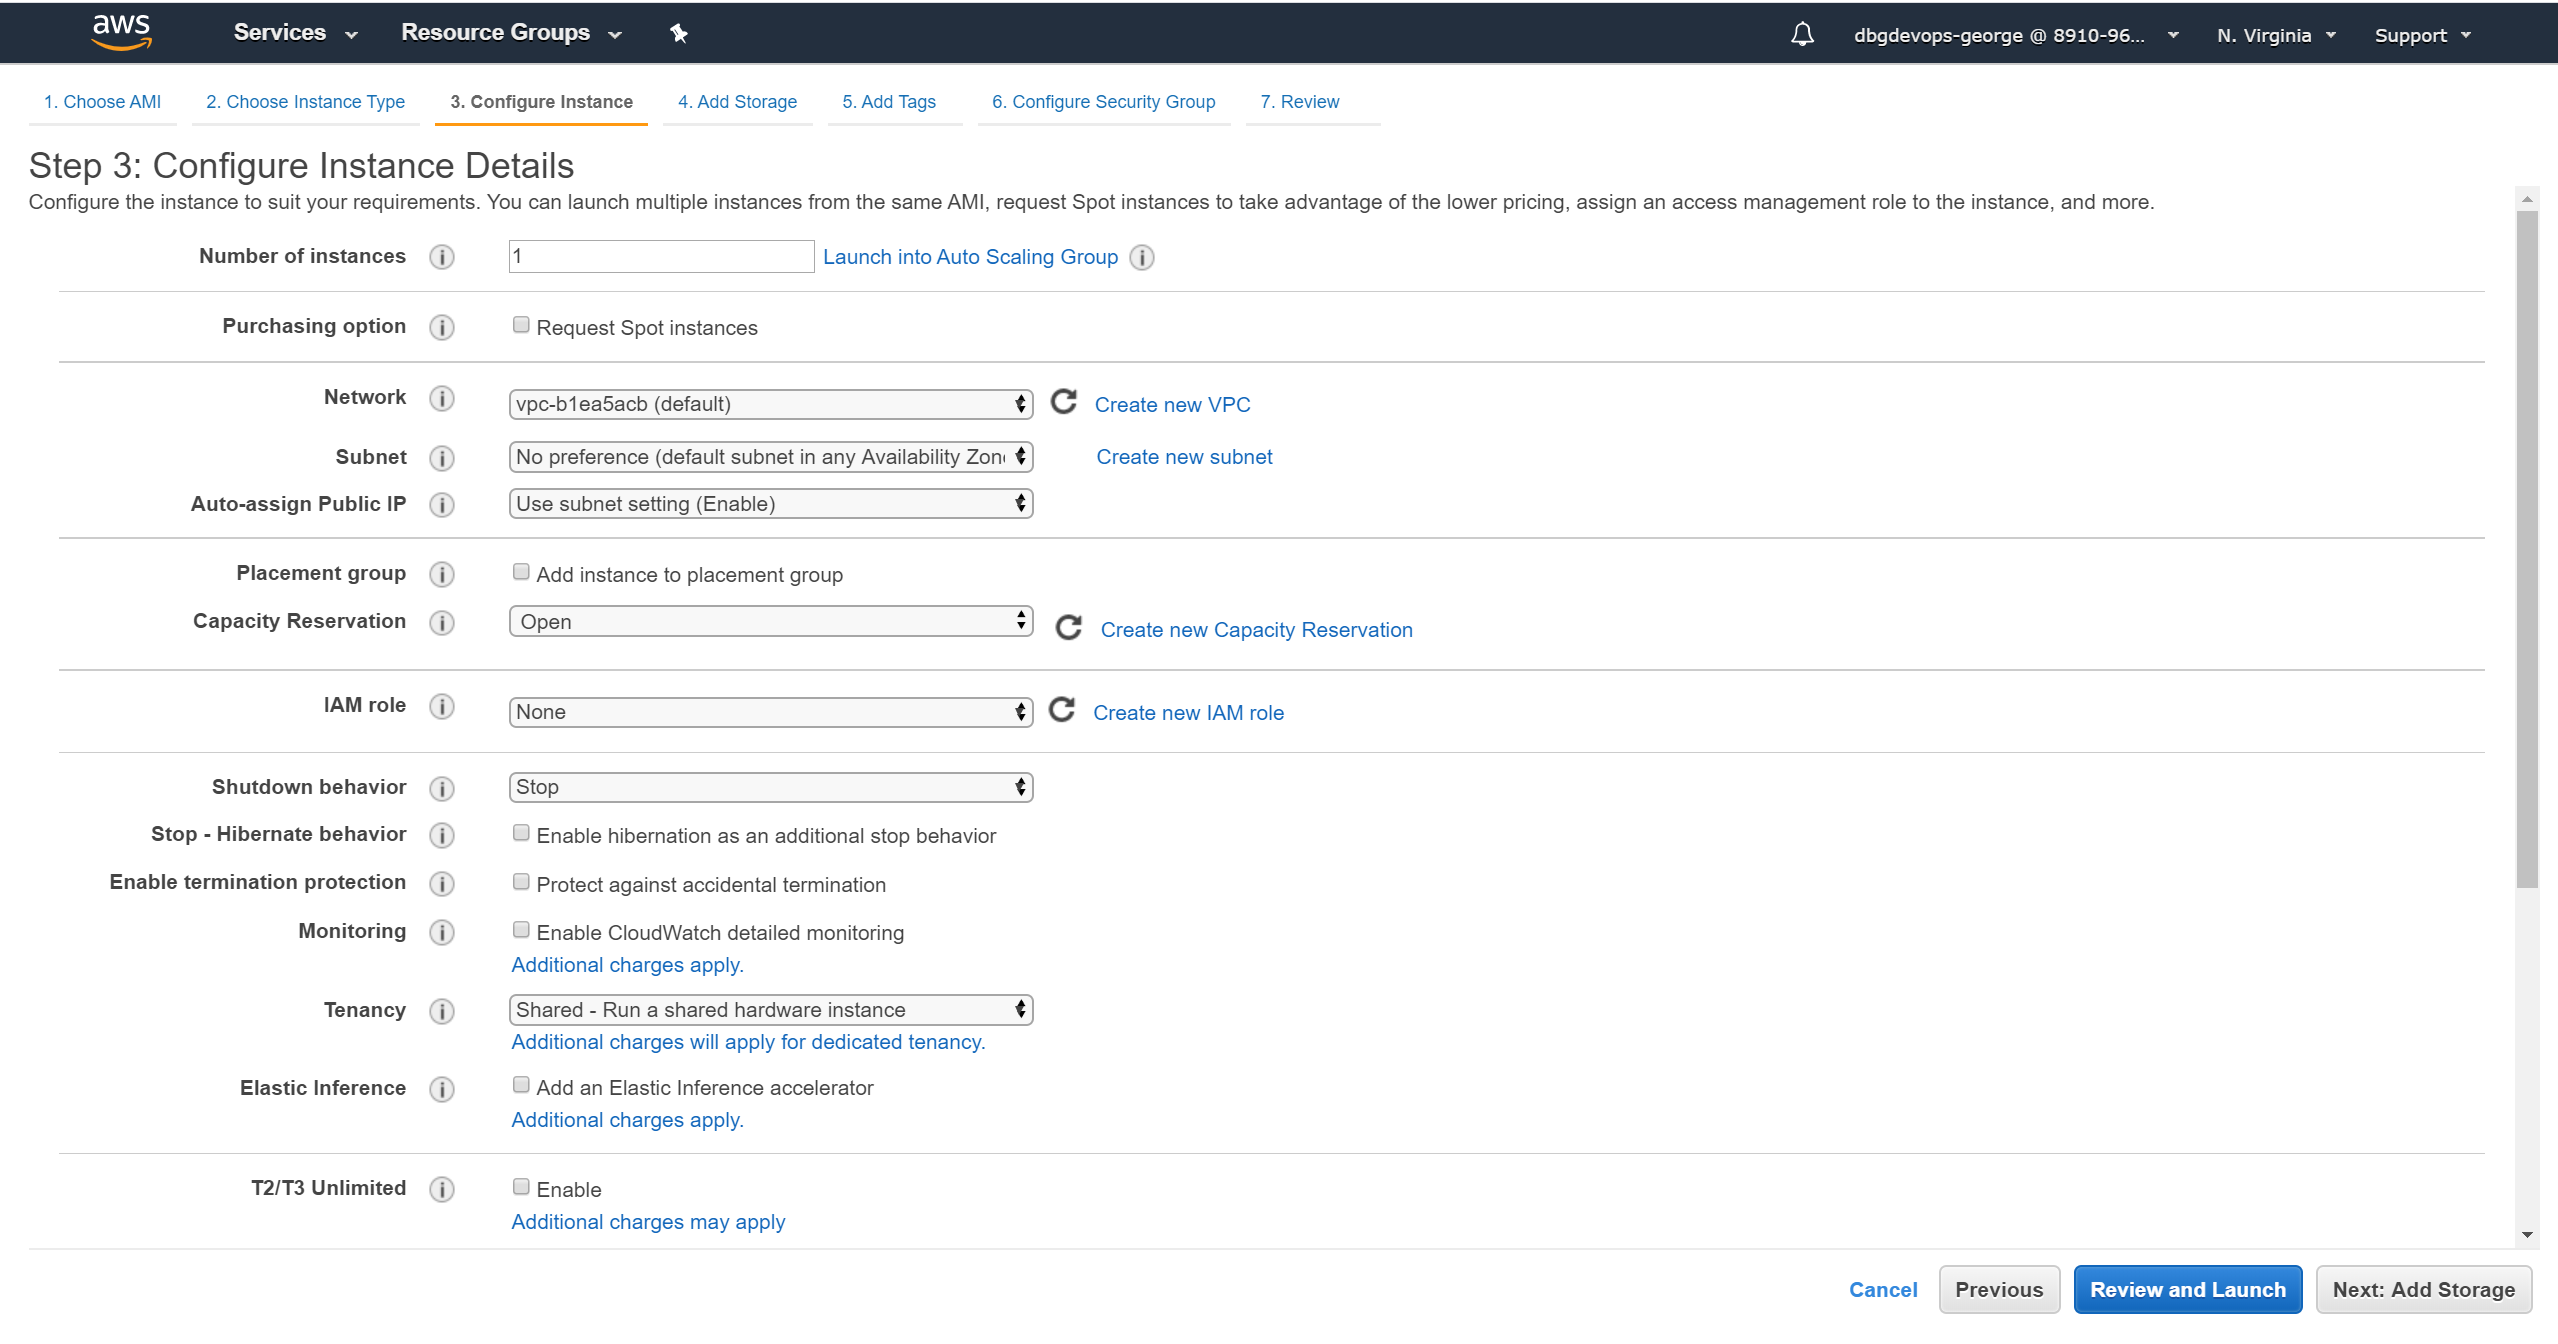 aws Services Resource Groups dbgdevops-george @ 8910-96... N. Virginia Support
1. Choose AMI 2. Choose Instance Type 3. Configure Instance 4. Add Storage 5. Add Tags 6. Configure Security Group 7. Review
Step 3: Configure Instance Details
Configure the instance to suit your requirements. You can launch multiple instances from the same AMI, request Spot instances to take advantage of the lower pricing, assign an access management role to the instance, and more.
Number of instances 1 Launch into Auto Scaling Group
Purchasing option Request Spot instances
Network vpc-b1ea5acb (default) Create new VPC
Subnet No preference (default subnet in any Availability Zon Create new subnet
Auto-assign Public IP Use subnet setting (Enable)
Placement group Add instance to placement group
Capacity Reservation Open Create new Capacity Reservation
IAM role None Create new IAM role
Shutdown behavior Stop
Stop - Hibernate behavior Enable hibernation as an additional stop behavior
Enable termination protection Protect against accidental termination
Monitoring Enable CloudWatch detailed monitoring
Additional charges apply.
Tenancy Shared - Run a shared hardware instance
Additional charges will apply for dedicated tenancy.
Elastic Inference Add an Elastic Inference accelerator
Additional charges apply.
T2/T3 Unlimited Enable
Additional charges may apply
Cancel Previous Review and Launch Next: Add Storage